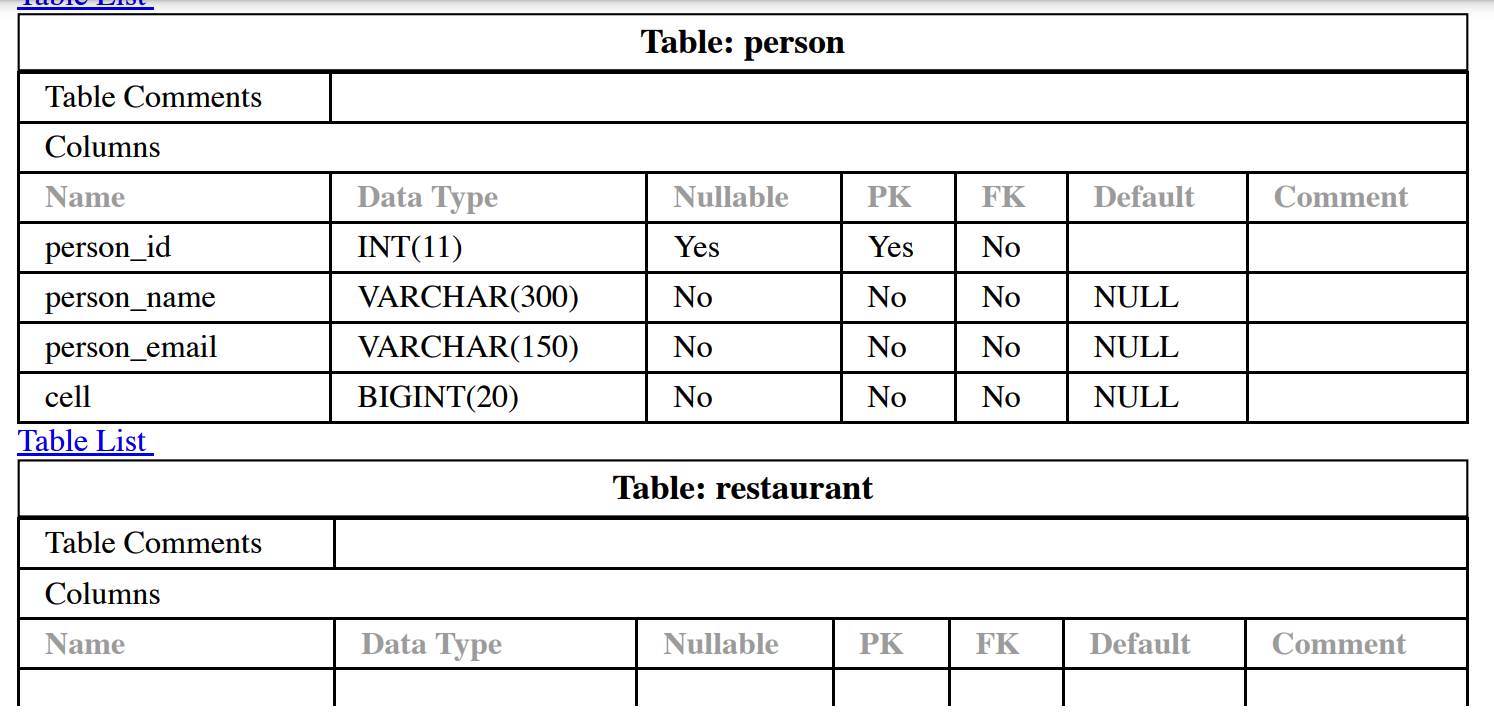 Table List
Table: person
Table Comments
Columns
Name Data Type Nullable PK FK Default Comment
person_id INT(11) Yes Yes No
person_name VARCHAR(300) No No No NULL
person_email VARCHAR(150) No No No NULL
cell BIGINT(20) No No No NULL
Table List
Table: restaurant
Table Comments
Columns
Name Data Type Nullable PK FK Default Comment